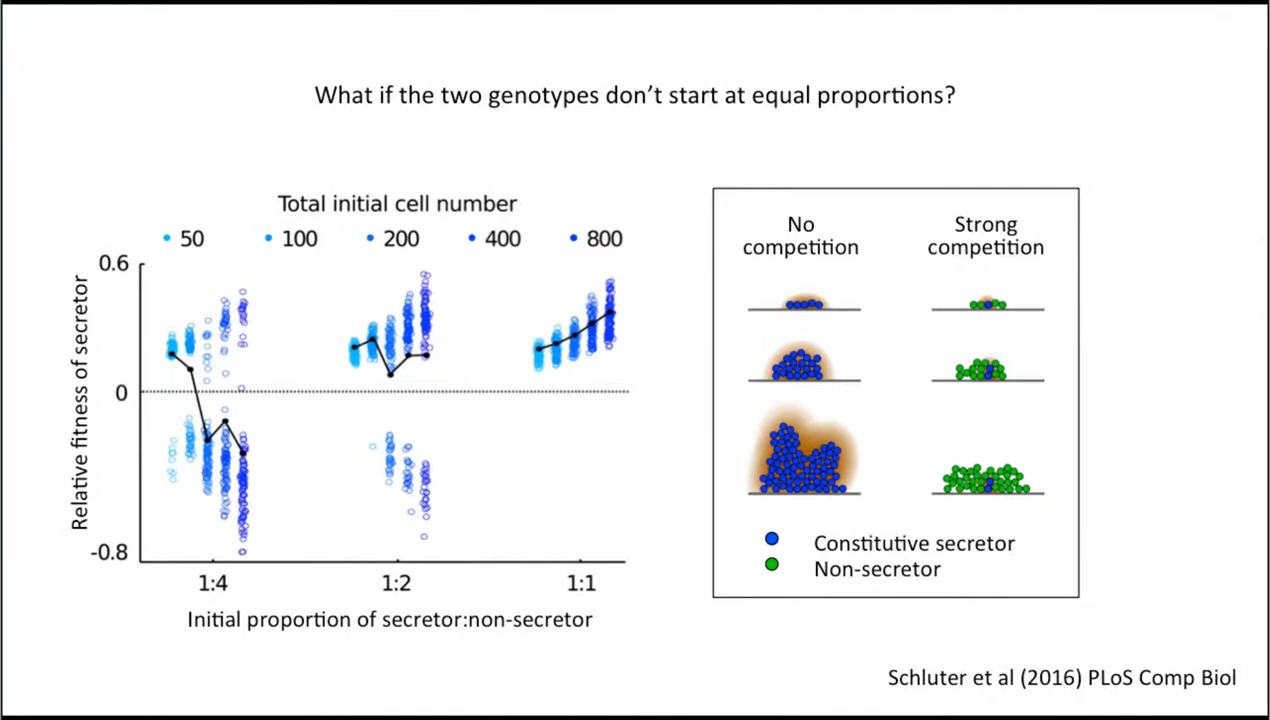 What if the two genotypes don't start at equal proportions?
Total initial cell number
50 100 200 400 800
Relative fitness of secretor
0.6
0
-0.8
1:4 1:2 1:1
Initial proportion of secretor:non-secretor
No
competition
Strong
competition
Constitutive secretor
Non-secretor
Schluter et al (2016) PLoS Comp Biol